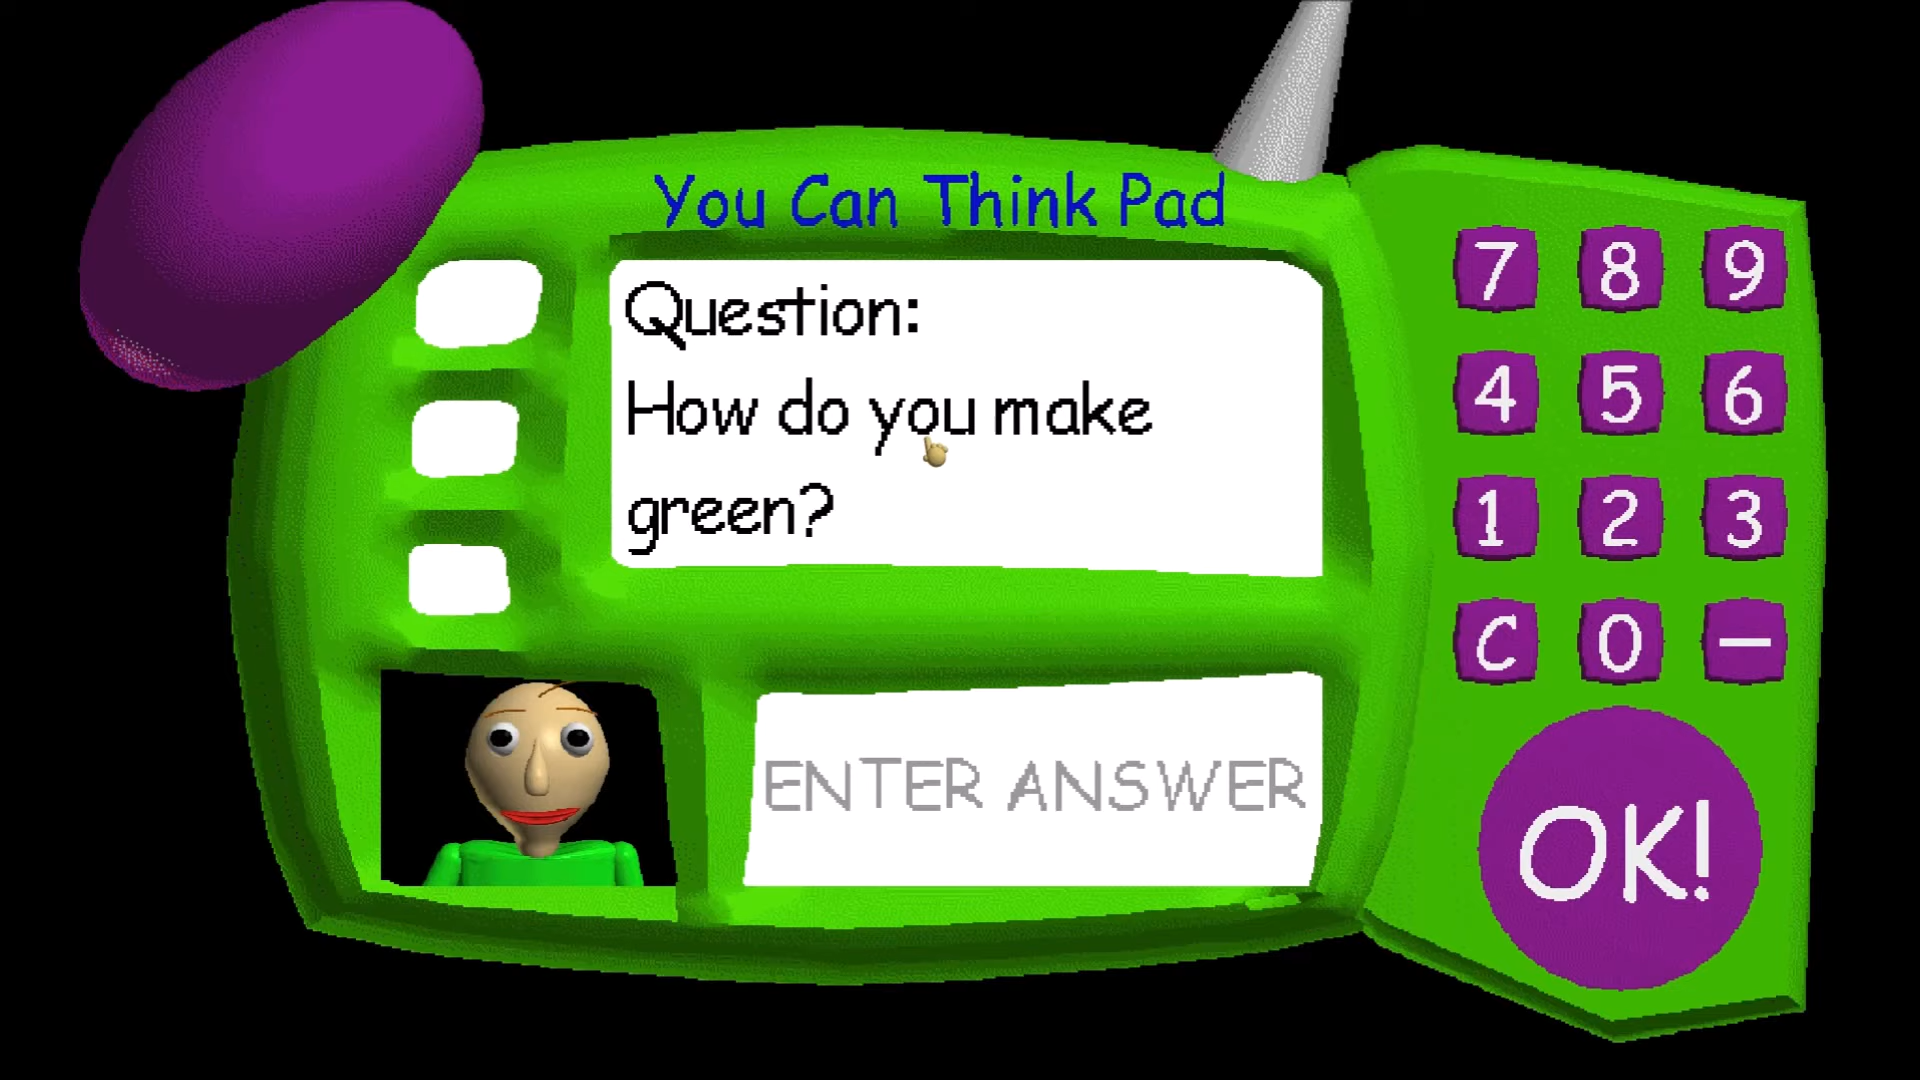 You Can Think Pad
Question:
How do you make
green?
ENTER ANSWER
7 8 9
4 5 6
1 2 3
C 0 −
OK!